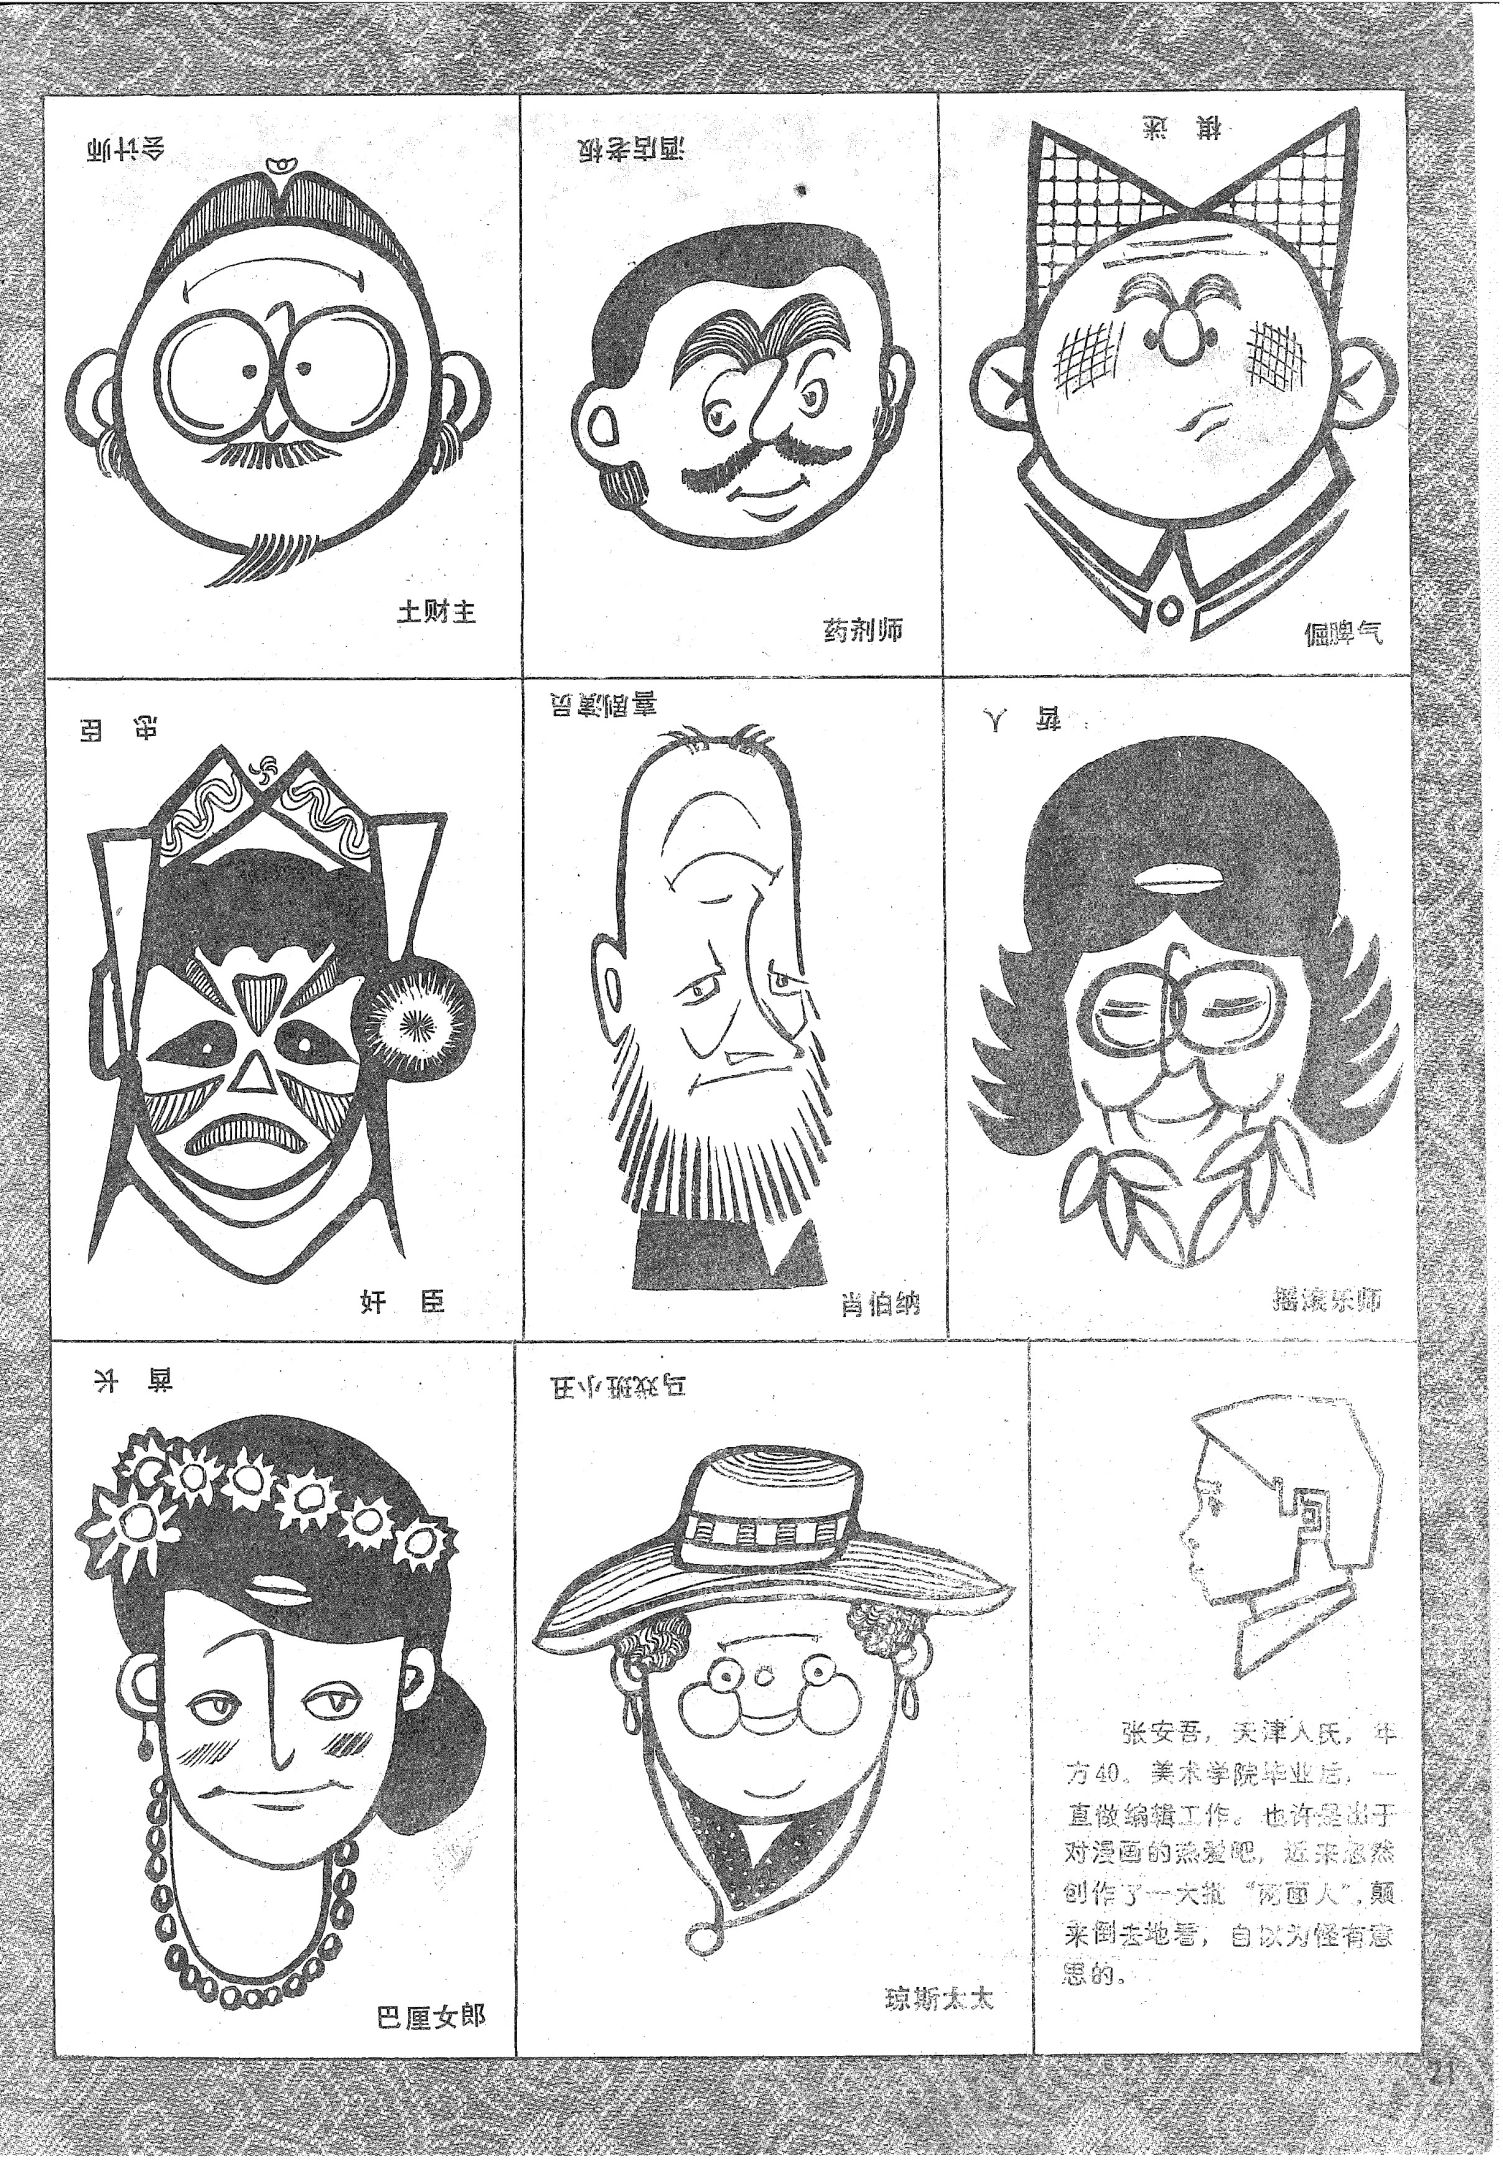 会计师
土财主
酒店老板
药剂师
棋 迷
倔脾气
忠 臣
奸 臣
喜剧演员
肖伯纳
哲 人
摇滚乐师
酋 长
巴厘女郎
马戏班小丑
琼斯太太
张安吾，天津人氏，年
方40。美术学院毕业后，一
直做编辑工作。也许是出于
对漫画的热爱吧，近来忽然
创作了一大批“两面人”，颠
来倒去地看，自以为怪有意
思的。
21